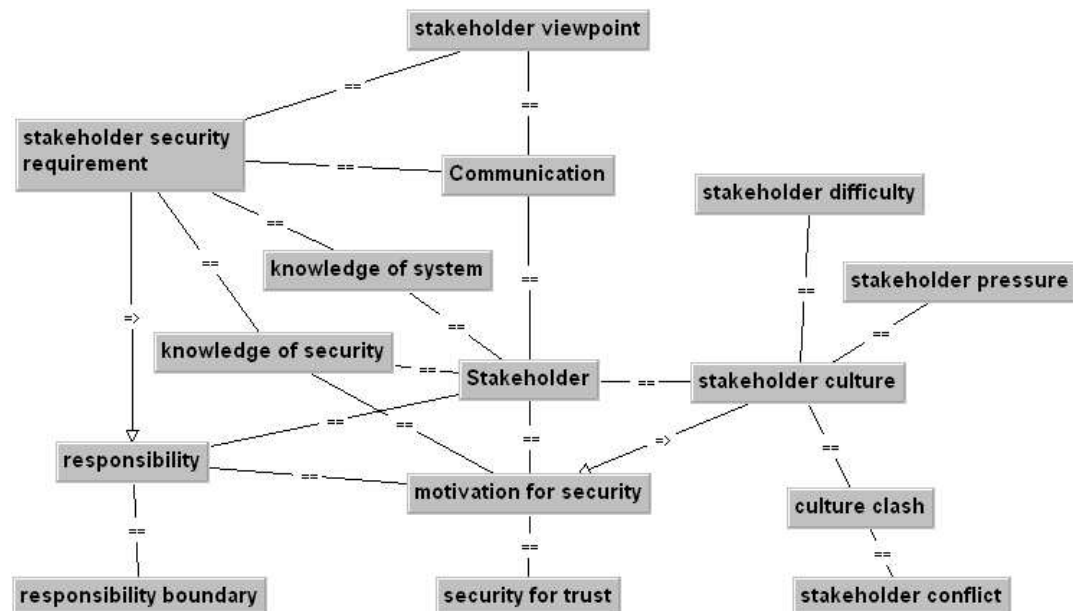 stakeholder viewpoint
==
==
stakeholder security
requirement
==
Communication
stakeholder difficulty
==
==
knowledge of system
==
stakeholder pressure
==
=>
==
==
knowledge of security
==
Stakeholder
==
stakeholder culture
==
==
==
=>
==
responsibility
==
motivation for security
culture clash
==
==
==
responsibility boundary
security for trust
stakeholder conflict